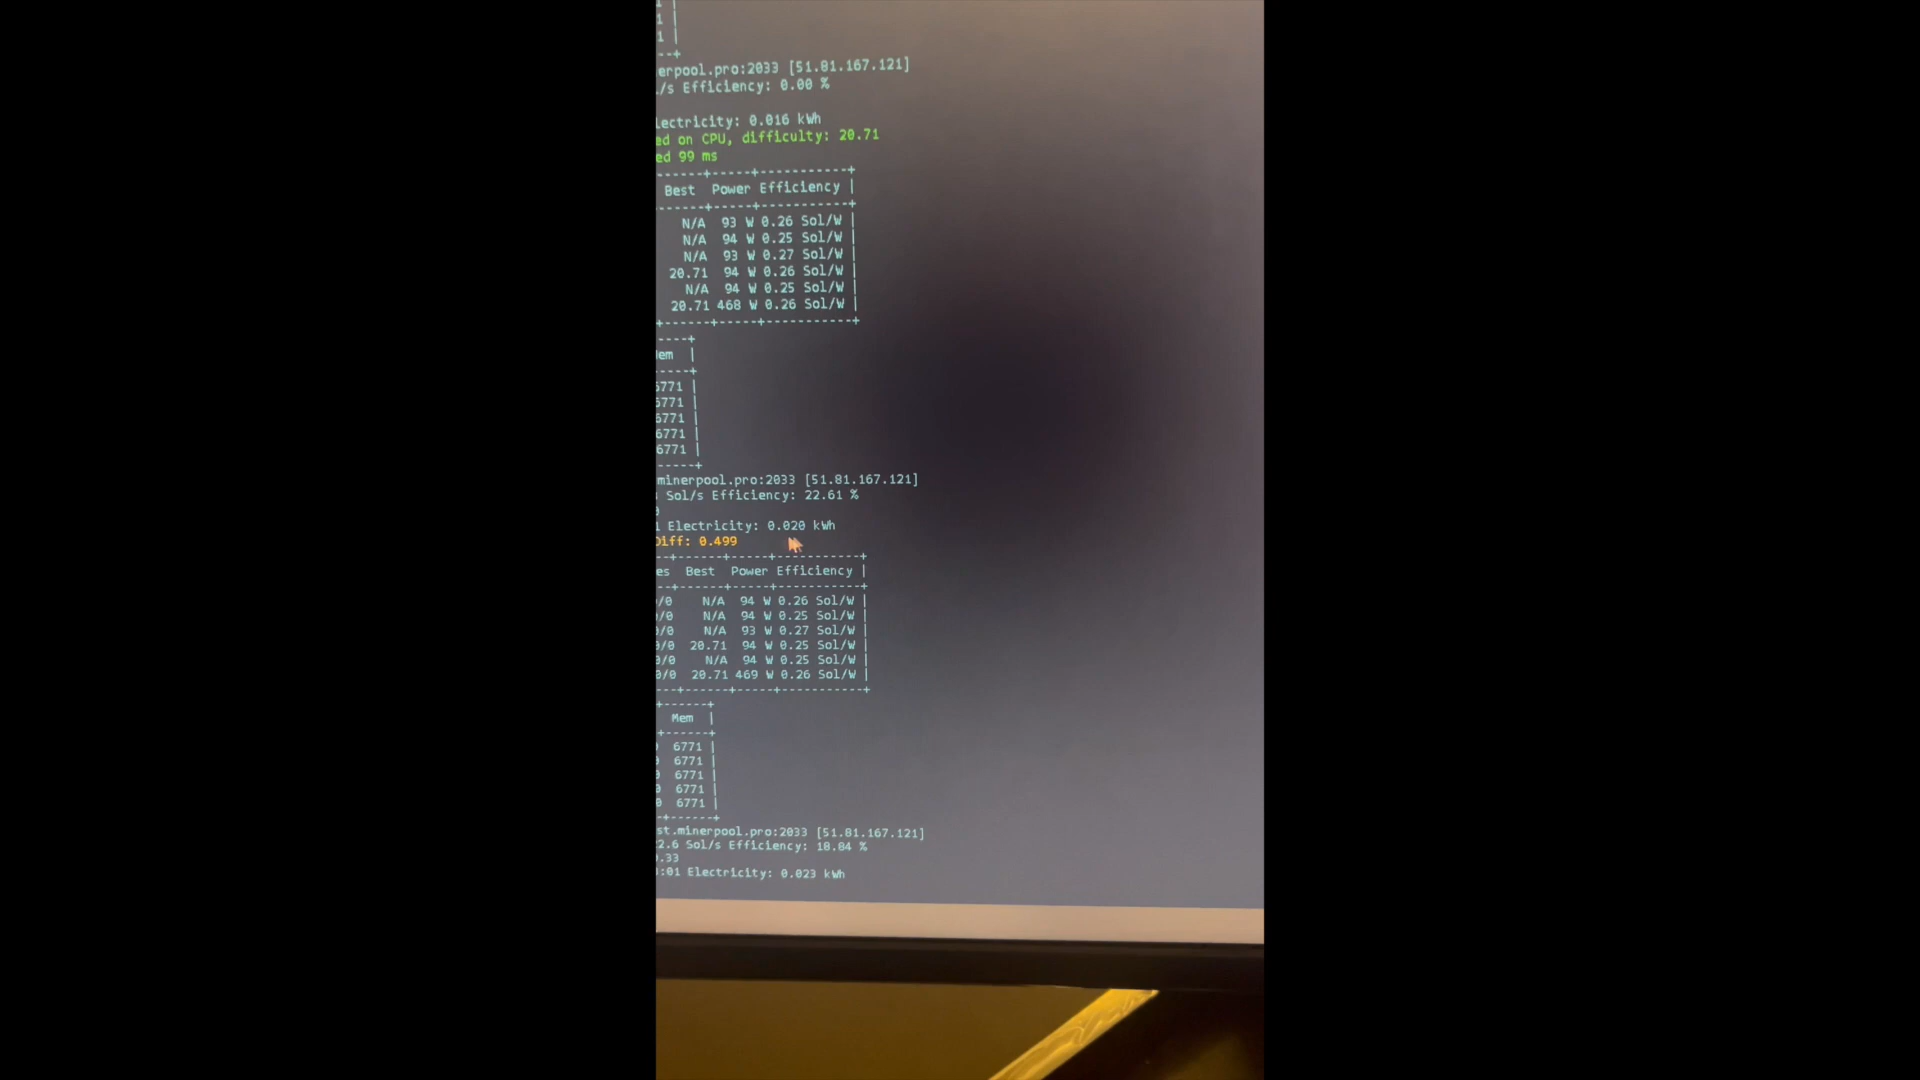 1 |
1 |
--+
erpool.pro:2033 [51.81.167.121]
/s Efficiency: 0.00 %
lectricity: 0.016 kWh
ed on CPU, difficulty: 20.71
ed 99 ms
------+-----+-----------+
Best Power Efficiency |
------+-----+-----------+
N/A 93 W 0.26 Sol/W |
N/A 94 W 0.25 Sol/W |
N/A 93 W 0.27 Sol/W |
20.71 94 W 0.26 Sol/W |
N/A 94 W 0.25 Sol/W |
20.71 468 W 0.26 Sol/W |
+------+-----+-----------+
----+
em |
----+
6771 |
6771 |
6771 |
6771 |
6771 |
-----+
minerpool.pro:2033 [51.81.167.121]
Sol/s Efficiency: 22.61 %
0
Electricity: 0.020 kWh
Diff: 0.499
--+------+-----+-----------+
es Best Power Efficiency |
--+------+-----+-----------+
/0 N/A 94 W 0.26 Sol/W |
/0 N/A 94 W 0.25 Sol/W |
0/0 N/A 93 W 0.27 Sol/W |
0/0 20.71 94 W 0.25 Sol/W |
0/0 N/A 94 W 0.25 Sol/W |
0/0 20.71 469 W 0.26 Sol/W |
---+------+-----+-----------+
+------+
Mem |
+------+
6771 |
6771 |
6771 |
0 6771 |
0 6771 |
-+------+
st.minerpool.pro:2033 [51.81.167.121]
2.6 Sol/s Efficiency: 18.84 %
.33
:01 Electricity: 0.023 kWh